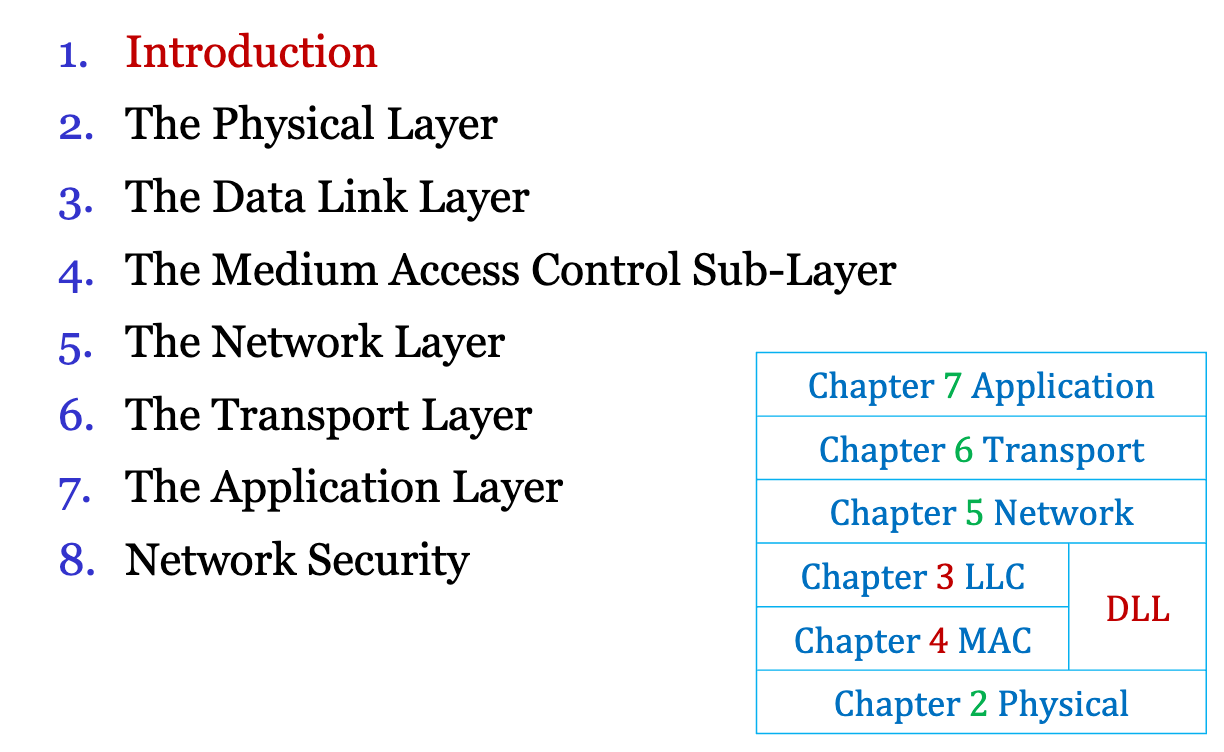 1. Introduction
2. The Physical Layer
3. The Data Link Layer
4. The Medium Access Control Sub-Layer
5. The Network Layer
6. The Transport Layer
7. The Application Layer
8. Network Security
Chapter 7 Application
Chapter 6 Transport
Chapter 5 Network
Chapter 3 LLC
DLL
Chapter 4 MAC
Chapter 2 Physical